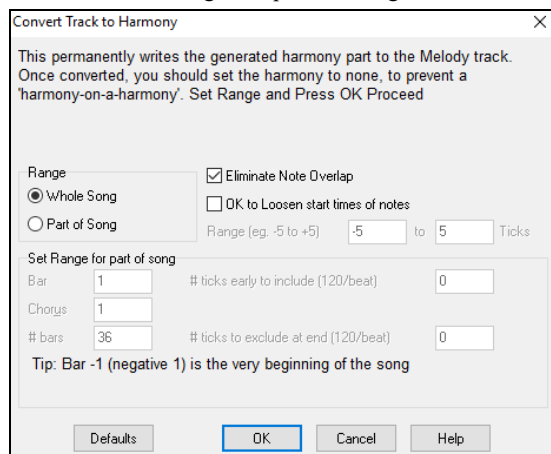 Convert Track to Harmony
This permanently writes the generated harmony part to the Melody track.
Once converted, you should set the harmony to none, to prevent a
'harmony-on-a-harmony'. Set Range and Press OK Proceed
Range
Whole Song
Part of Song
Eliminate Note Overlap
OK to Loosen start times of notes
Range (eg. -5 to +5) -5 to 5 Ticks
Set Range for part of song
Bar 1 # ticks early to include (120/beat) 0
Chorus 1
# bars 36 # ticks to exclude at end (120/beat) 0
Tip: Bar -1 (negative 1) is the very beginning of the song
Defaults OK Cancel Help